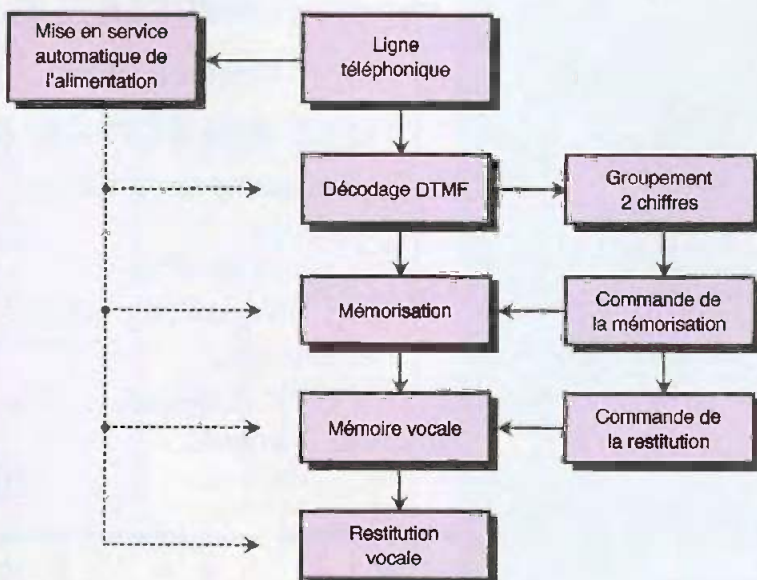 Mise en service
automatique de
l'alimentation
Ligne
téléphonique
Décodage DTMF
Groupement
2 chiffres
Mémorisation
Commande de
la mémorisation
Mémoire vocale
Commande de
la restitution
Restitution
vocale